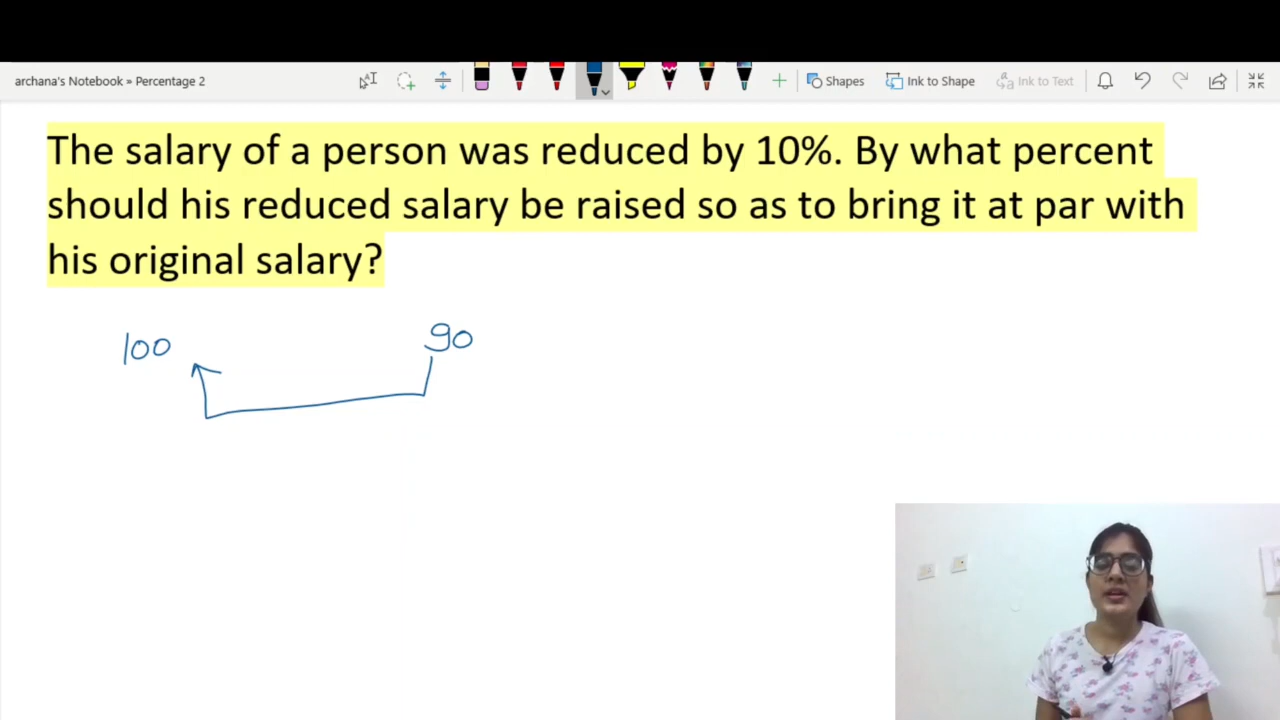 archana's Notebook » Percentage 2
Shapes
Ink to Shape
Ink to Text
The salary of a person was reduced by 10%. By what percent
should his reduced salary be raised so as to bring it at par with
his original salary?
100 90